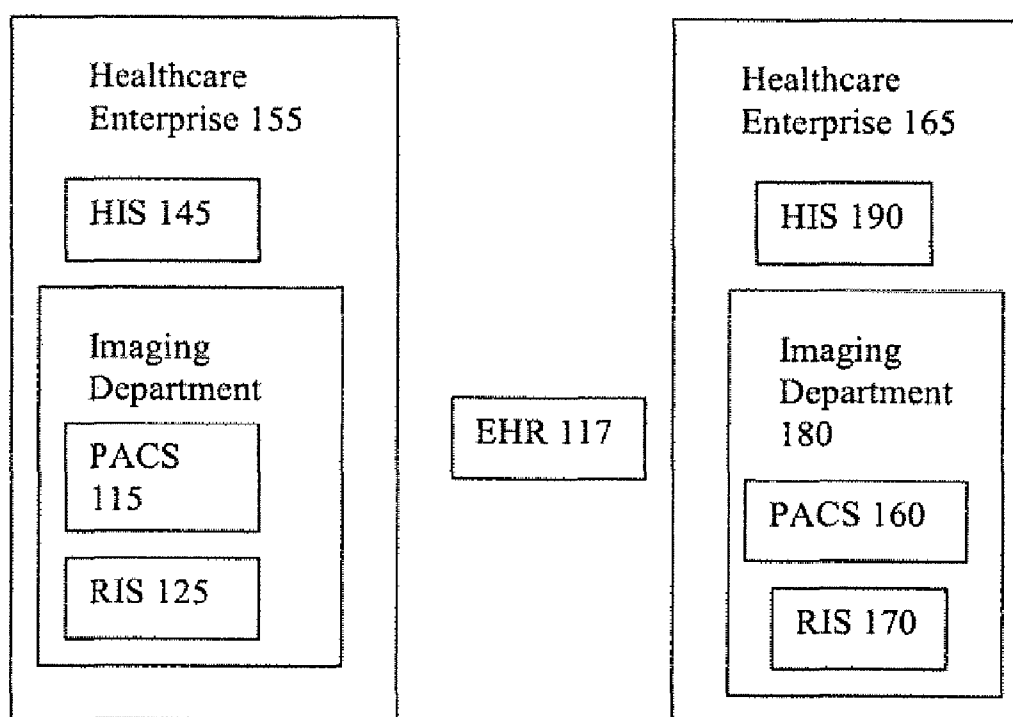 Healthcare
Enterprise 155
HIS 145
Imaging
Department
PACS
115
RIS 125
EHR 117
Healthcare
Enterprise 165
HIS 190
Imaging
Department
180
PACS 160
RIS 170